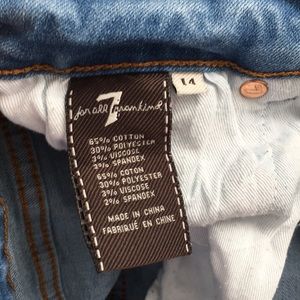 7
for all mankind
14
65% COTTON
30% POLYESTER
3% VISCOSE
2% SPANDEX
65% COTON
30% POLYESTER
3% VISCOSE
2% SPANDEX
MADE IN CHINA
FABRIQUÉ EN CHINE